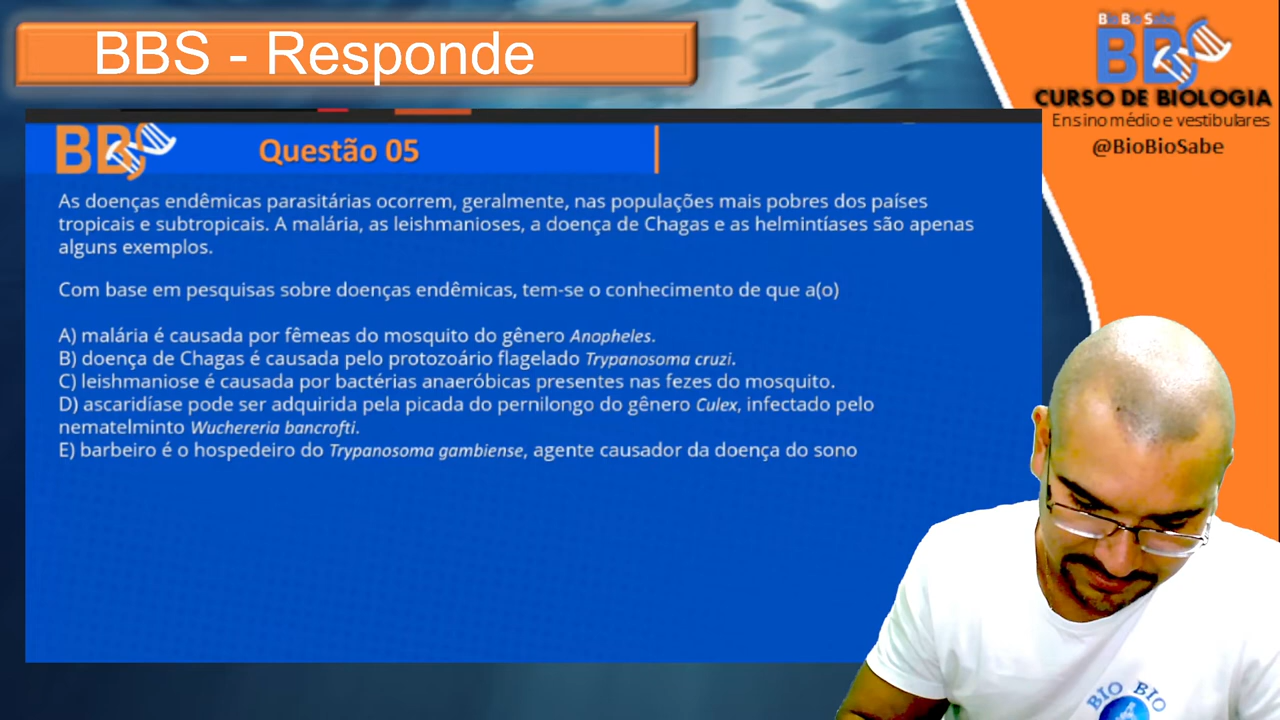 BBS - Responde
Bio Bio Sabe
BBS
CURSO DE BIOLOGIA
Ensino médio e vestibulares
@BioBioSabe
BBS
Questão 05
As doenças endêmicas parasitárias ocorrem, geralmente, nas populações mais pobres dos países
tropicais e subtropicais. A malária, as leishmanioses, a doença de Chagas e as helmintíases são apenas
alguns exemplos.
Com base em pesquisas sobre doenças endêmicas, tem-se o conhecimento de que a(o)
A) malária é causada por fêmeas do mosquito do gênero Anopheles.
B) doença de Chagas é causada pelo protozoário flagelado Trypanosoma cruzi.
C) leishmaniose é causada por bactérias anaeróbicas presentes nas fezes do mosquito.
D) ascaridíase pode ser adquirida pela picada do pernilongo do gênero Culex, infectado pelo
nematelminto Wuchereria bancrofti.
E) barbeiro é o hospedeiro do Trypanosoma gambiense, agente causador da doença do sono
BIO BIO